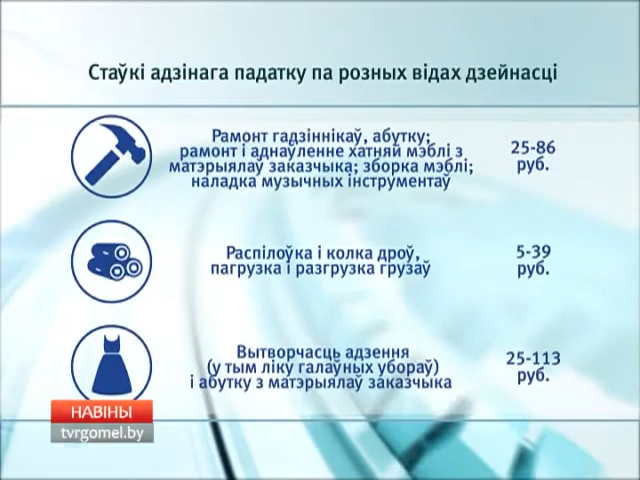 Стаўкі адзінага падатку па розных відах дзейнасці
Рамонт гадзіннікаў, абутку;
рамонт і аднаўленне хатняй мэблі з
матэрыялаў заказчыка; зборка мэблі;
наладка музычных інструментаў
25-86
руб.
Распілоўка і колка дроў,
пагрузка і разгрузка грузаў
5-39
руб.
Вытворчасць адзення
(у тым ліку галаўных убораў)
і абутку з матэрыялаў заказчыка
25-113
руб.
НАВІНЫ
tvrgomel.by